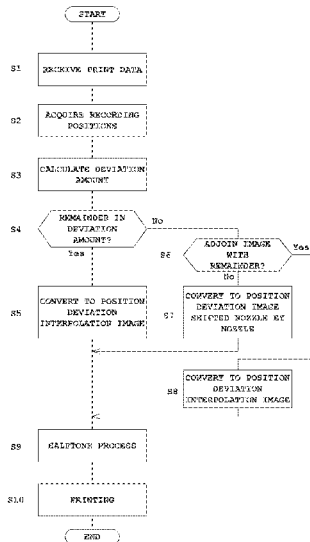 START
S1
RECEIVE PRINT DATA
S2
ACQUIRE RECORDING
POSITIONS
S3
CALCULATE DEVIATION
AMOUNT
S4
REMAINDER IN
DEVIATION
AMOUNT?
No
Yes
S6
ADJOIN IMAGE
WITH
REMAINDER?
Yes
No
S5
CONVERT TO POSITION
DEVIATION
INTERPOLATION IMAGE
S7
CONVERT TO POSITION
DEVIATION IMAGE
SHIFTED NOZZLE BY
NOZZLE
S8
CONVERT TO POSITION
DEVIATION
INTERPOLATION IMAGE
S9
HALFTONE PROCESS
S10
PRINTING
END